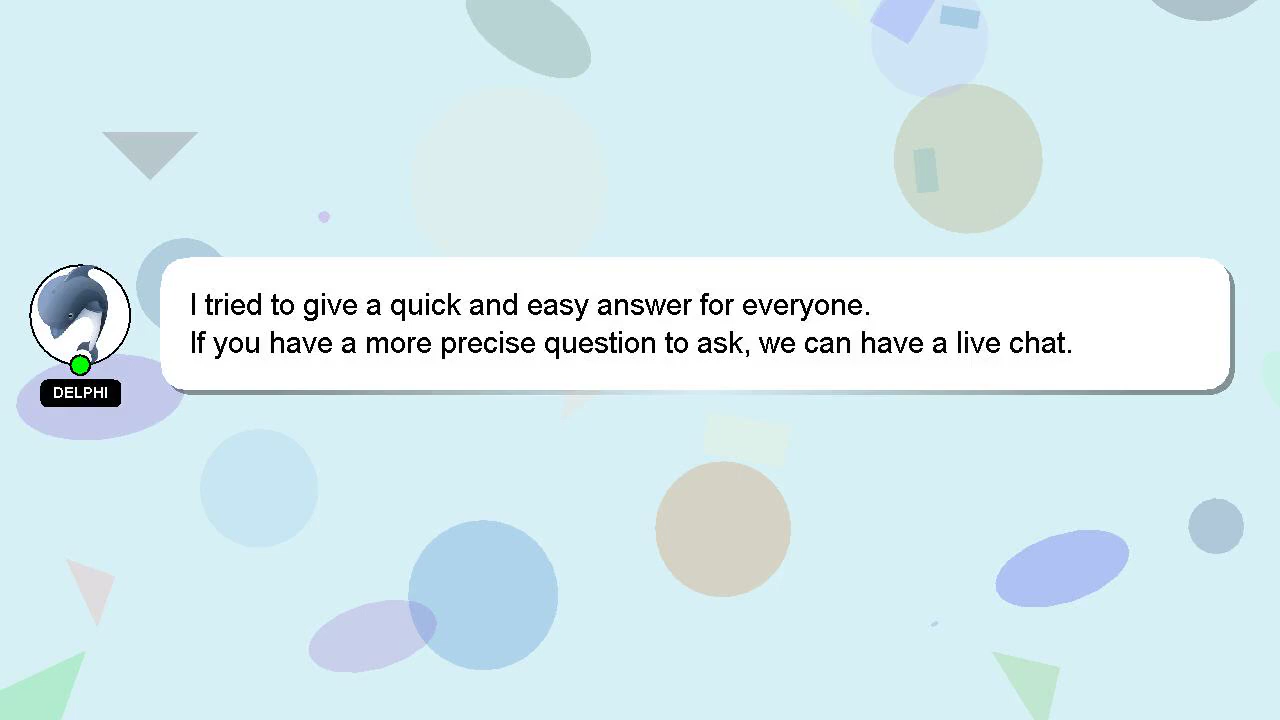 I tried to give a quick and easy answer for everyone.
If you have a more precise question to ask, we can have a live chat.
DELPHI